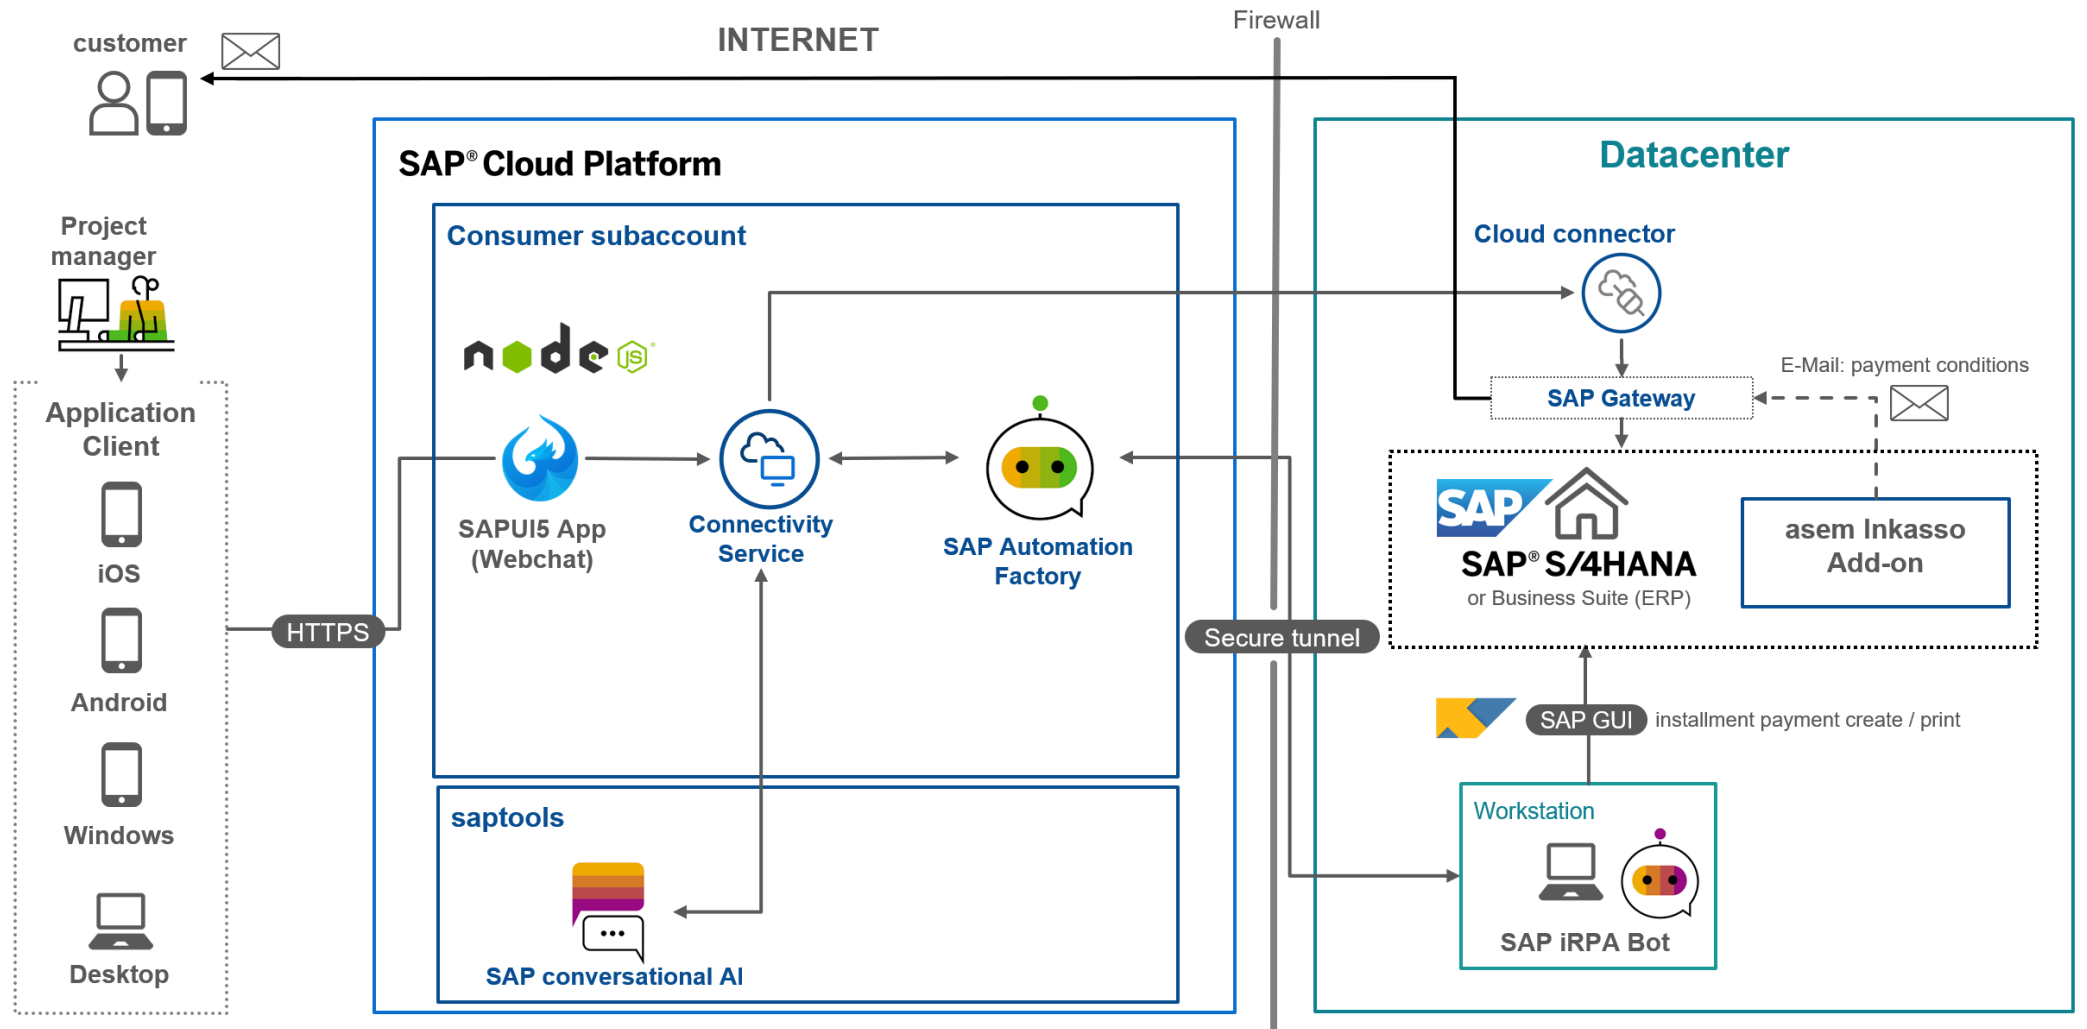 Firewall
INTERNET
customer
SAP® Cloud Platform
Datacenter
Project
manager
Consumer subaccount
Cloud connector
node
JS
E-Mail: payment conditions
SAP Gateway
Application
Client
iOS
Android
Windows
Desktop
HTTPS
SAPUI5 App
(Webchat)
Connectivity
Service
SAP Automation
Factory
SAP
SAP® S/4HANA
or Business Suite (ERP)
asem Inkasso
Add-on
Secure tunnel
SAP GUI
installment payment create / print
saptools
SAP conversational AI
Workstation
SAP iRPA Bot